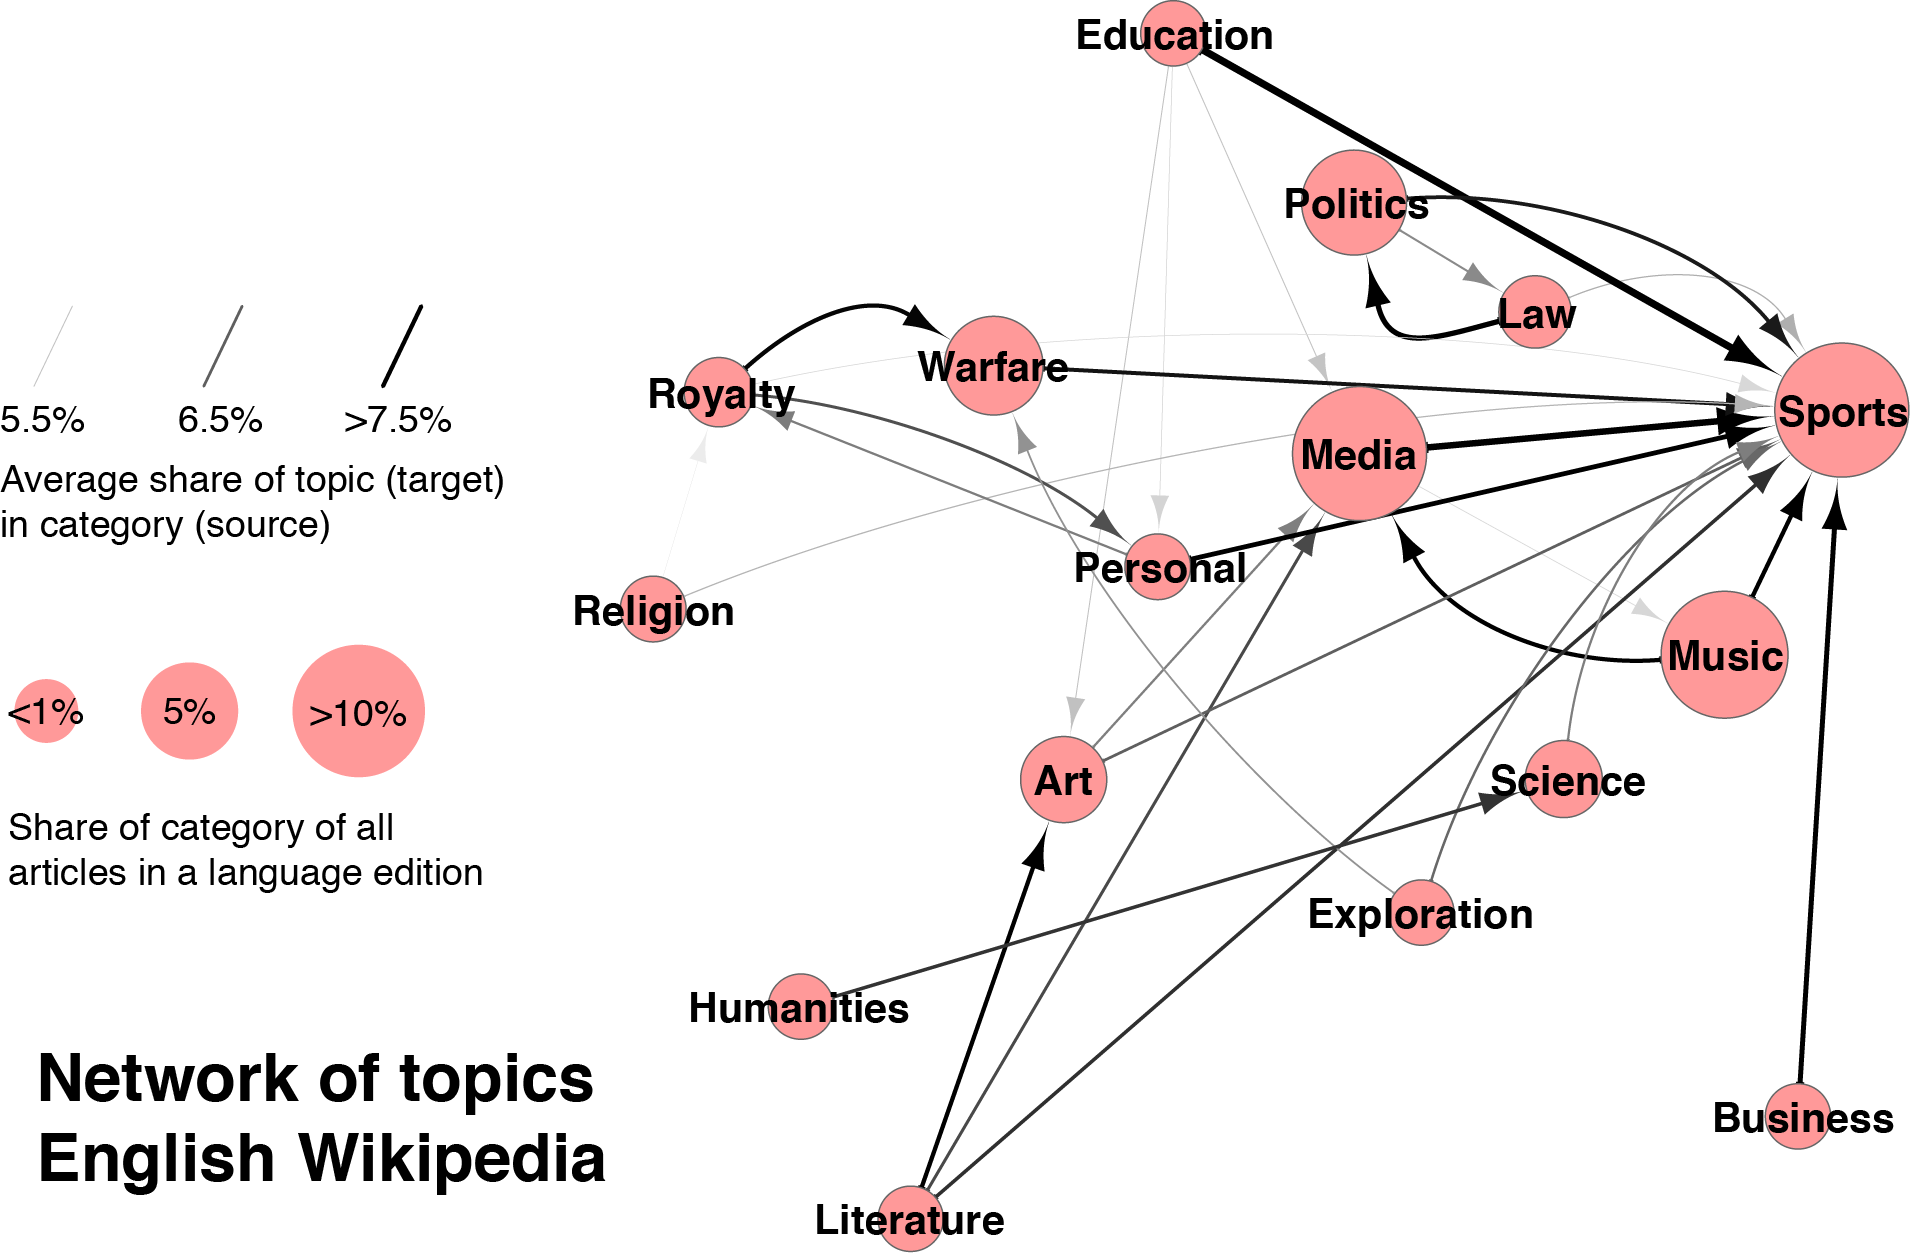 Education
Politics
Law
Warfare
Royalty
Sports
Media
5.5%
6.5%
>7.5%
Average share of topic (target)
in category (source)
Personal
Religion
Music
<1%
5%
>10%
Art
Science
Share of category of all
articles in a language edition
Exploration
Humanities
Network of topics
English Wikipedia
Business
Literature